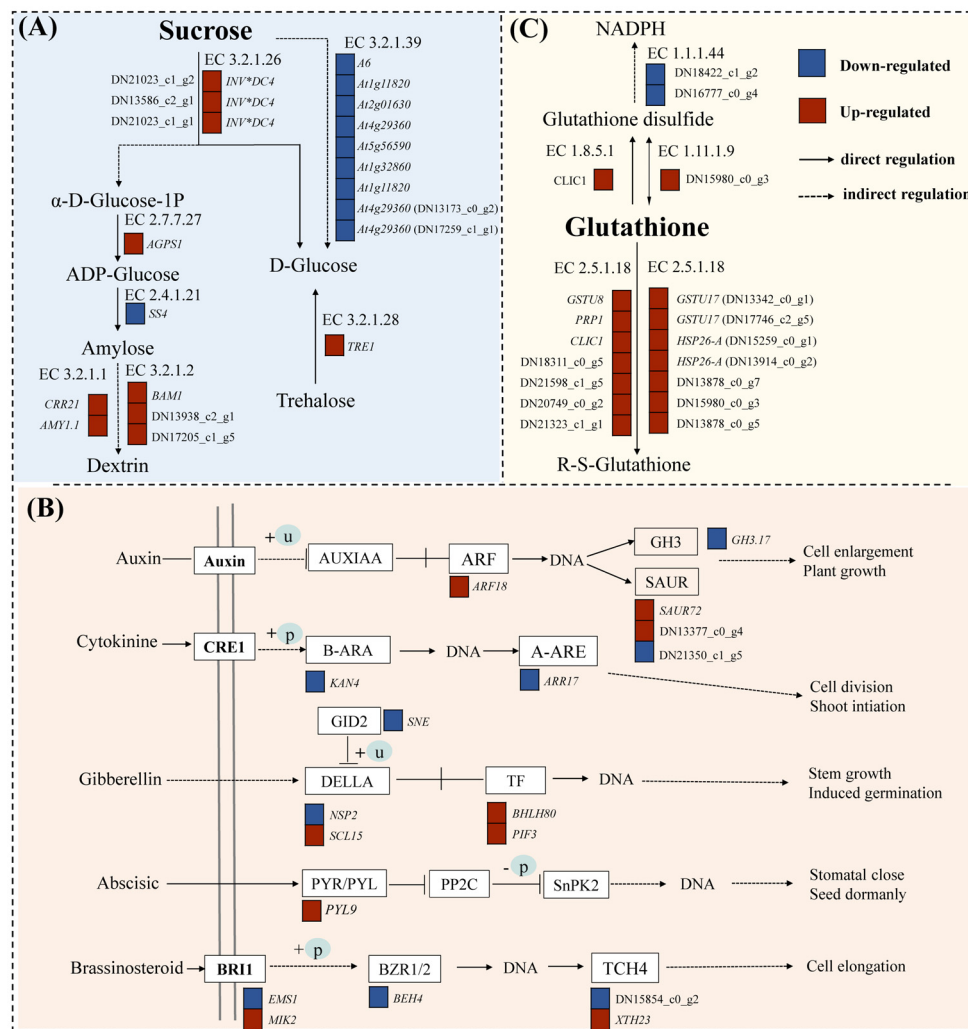 (A)
Sucrose
EC 3.2.1.26
DN21023_c1_g2
INV*DC4
DN13586_c2_g1
INV*DC4
DN21023_c1_g1
INV*DC4
EC 3.2.1.39
A6
At1g11820
At2g01630
At4g29360
At5g56590
At1g32860
At1g11820
At4g29360 (DN13173_c0_g2)
At4g29360 (DN17259_c1_g1)
α-D-Glucose-1P
EC 2.7.7.27
AGPS1
ADP-Glucose
EC 2.4.1.21
SS4
Amylose
EC 3.2.1.1
CRR21
AMY1.1
EC 3.2.1.2
BAM1
DN13938_c2_g1
DN17205_c1_g5
Dextrin
D-Glucose
EC 3.2.1.28
TRE1
Trehalose
(C)
NADPH
EC 1.1.1.44
DN18422_c1_g2
DN16777_c0_g4
Glutathione disulfide
EC 1.8.5.1
CLIC1
EC 1.11.1.9
DN15980_c0_g3
Glutathione
EC 2.5.1.18
GSTU8
PRP1
CLIC1
DN18311_c0_g5
DN21598_c1_g5
DN20749_c0_g2
DN21323_c1_g1
EC 2.5.1.18
GSTU17 (DN13342_c0_g1)
GSTU17 (DN17746_c2_g5)
HSP26-A (DN15259_c0_g1)
HSP26-A (DN13914_c0_g2)
DN13878_c0_g7
DN15980_c0_g3
DN13878_c0_g5
R-S-Glutathione
Down-regulated
Up-regulated
direct regulation
indirect regulation
(B)
Auxin
Auxin
+ u
AUXIAA
ARF
ARF18
DNA
GH3
GH3.17
SAUR
SAUR72
DN13377_c0_g4
DN21350_c1_g5
Cell enlargement
Plant growth
Cytokinine
CRE1
+ p
B-ARA
KAN4
DNA
A-ARE
ARR17
Cell division
Shoot intiation
GID2
SNE
+ u
Gibberellin
DELLA
NSP2
SCL15
TF
BHLH80
PIF3
DNA
Stem growth
Induced germination
Abscisic
PYR/PYL
PYL9
PP2C
- p
SnPK2
DNA
Stomatal close
Seed dormanly
Brassinosteroid
BRI1
EMS1
MIK2
+ p
BZR1/2
BEH4
DNA
TCH4
DN15854_c0_g2
XTH23
Cell elongation